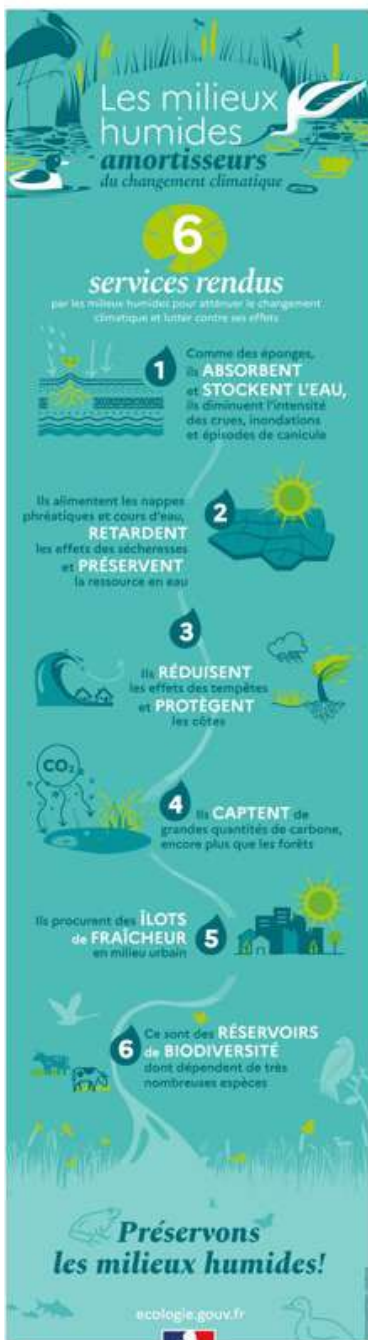 Les milieux
humides
amortisseurs
du changement climatique
6
services rendus
par les milieux humides pour atténuer le changement
climatique et lutter contre ses effets
1
Comme des éponges,
ils ABSORBENT
et STOCKENT L'EAU,
ils diminuent l'intensité
des crues, inondations
et épisodes de canicule
2
Ils alimentent les nappes
phréatiques et cours d'eau,
RETARDENT
les effets des sécheresses
et PRÉSERVENT
la ressource en eau
3
Ils RÉDUISENT
les effets des tempêtes
et PROTÈGENT
les côtes
CO₂
4
Ils CAPTENT de
grandes quantités de carbone,
encore plus que les forêts
Ils procurent des ÎLOTS
de FRAÎCHEUR
en milieu urbain
5
6
Ce sont des RÉSERVOIRS
de BIODIVERSITÉ
dont dépendent de très
nombreuses espèces
Préservons
les milieux humides!
ecologie.gouv.fr